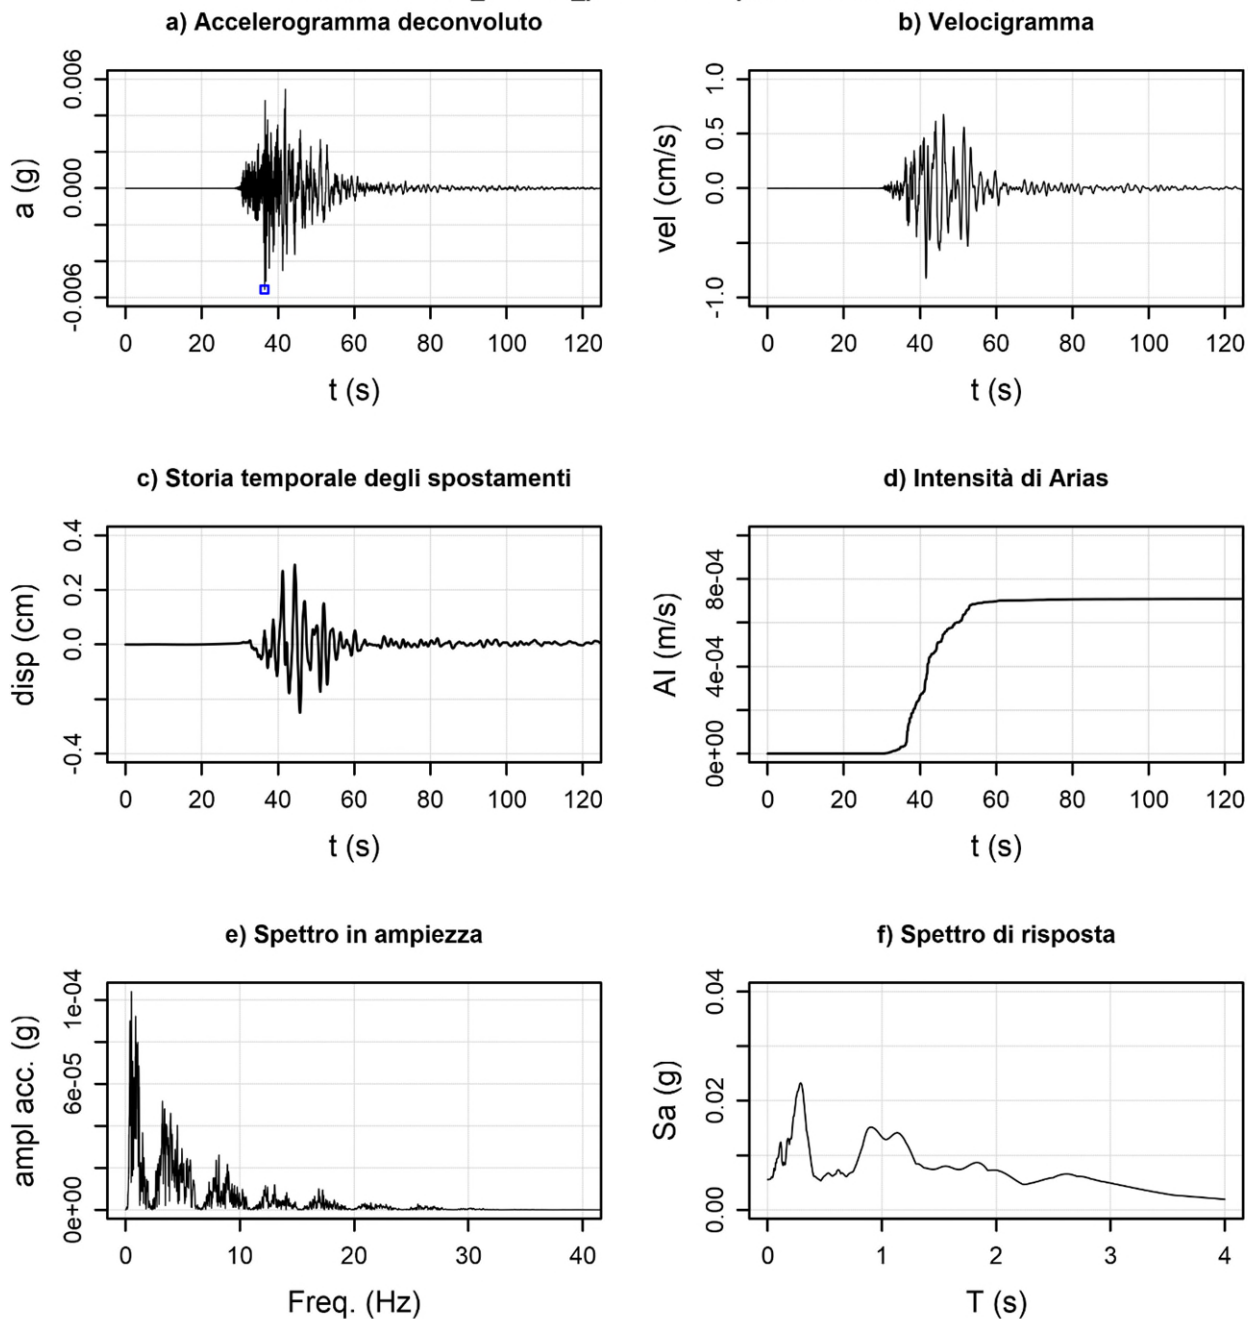 a) Accelerogramma deconvoluto
a (g)
0.006
0.000
-0.006
0 20 40 60 80 100 120
t (s)
b) Velocigramma
vel (cm/s)
1.0
0.5
0.0
-1.0
0 20 40 60 80 100 120
t (s)
c) Storia temporale degli spostamenti
disp (cm)
0.4
0.2
0.0
-0.4
0 20 40 60 80 100 120
t (s)
d) Intensità di Arias
AI (m/s)
8e-04
4e-04
0e+00
0 20 40 60 80 100 120
t (s)
e) Spettro in ampiezza
ampl acc. (g)
1e-04
6e-05
0e+00
0 10 20 30 40
Freq. (Hz)
f) Spettro di risposta
Sa (g)
0.04
0.02
0.00
0 1 2 3 4
T (s)